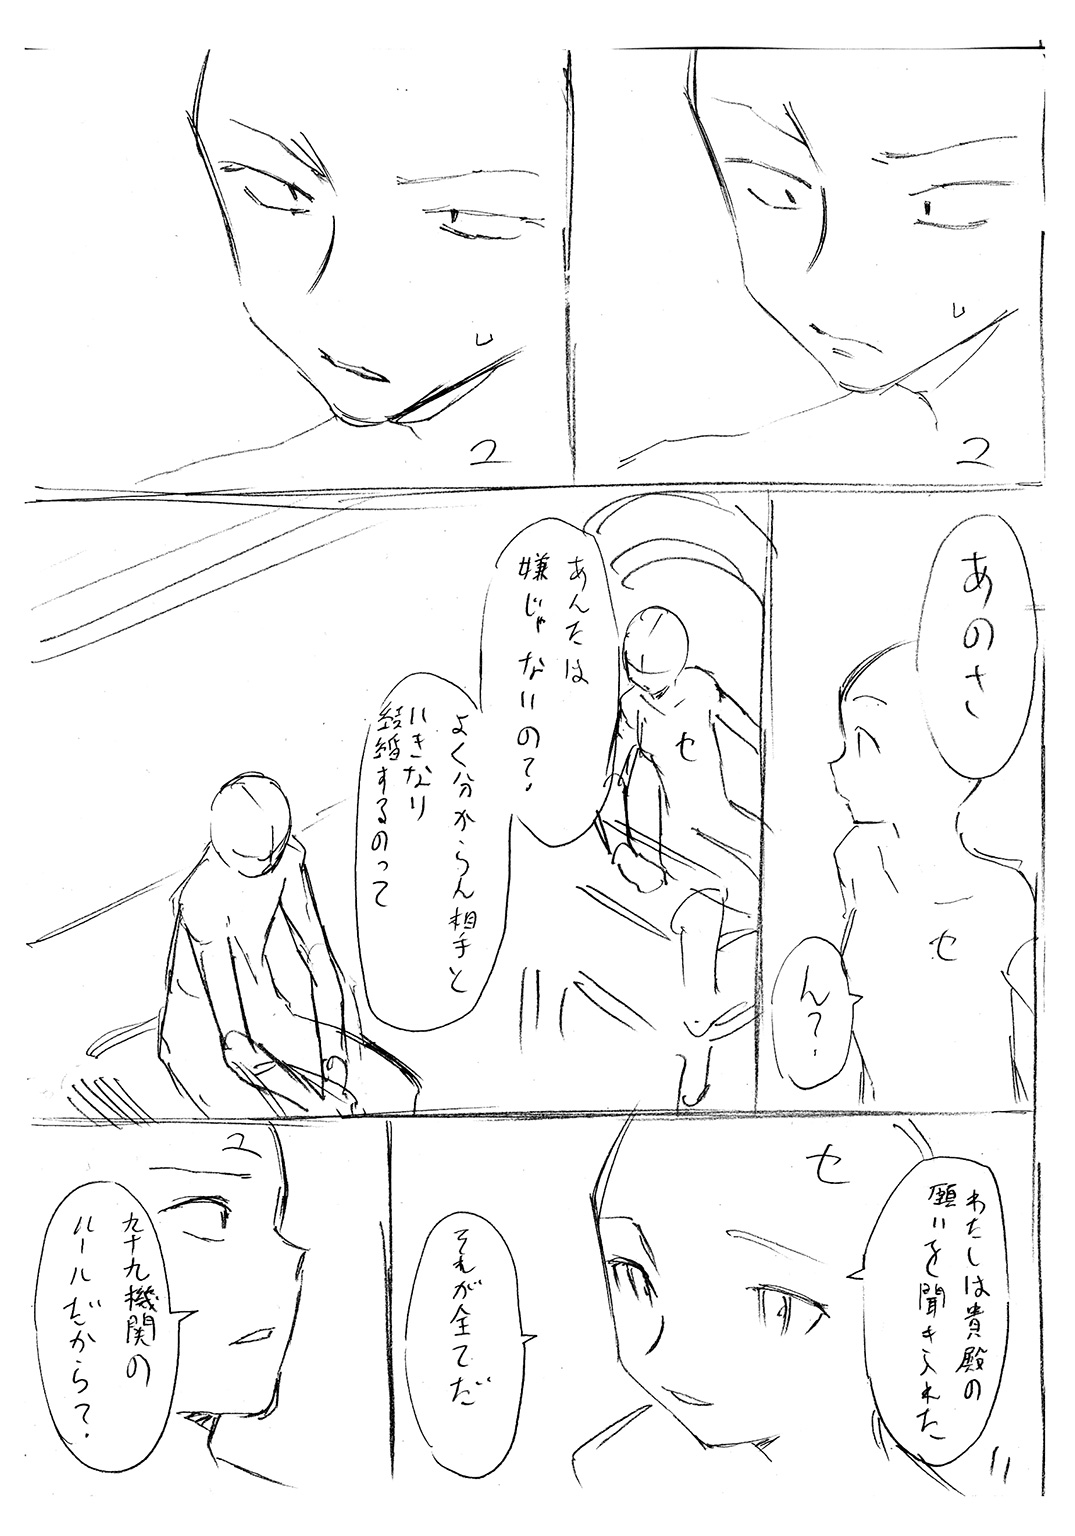 ユ
ユ
あのさ
セ
ん?
あんたは
嫌じゃないの?
よく分からん相手と
いきなり
結婚するのって
セ
わたしは貴殿の
願いを聞き入れた
セ
それが全てだ
ユ
九十九機関の
ルールだから?
11